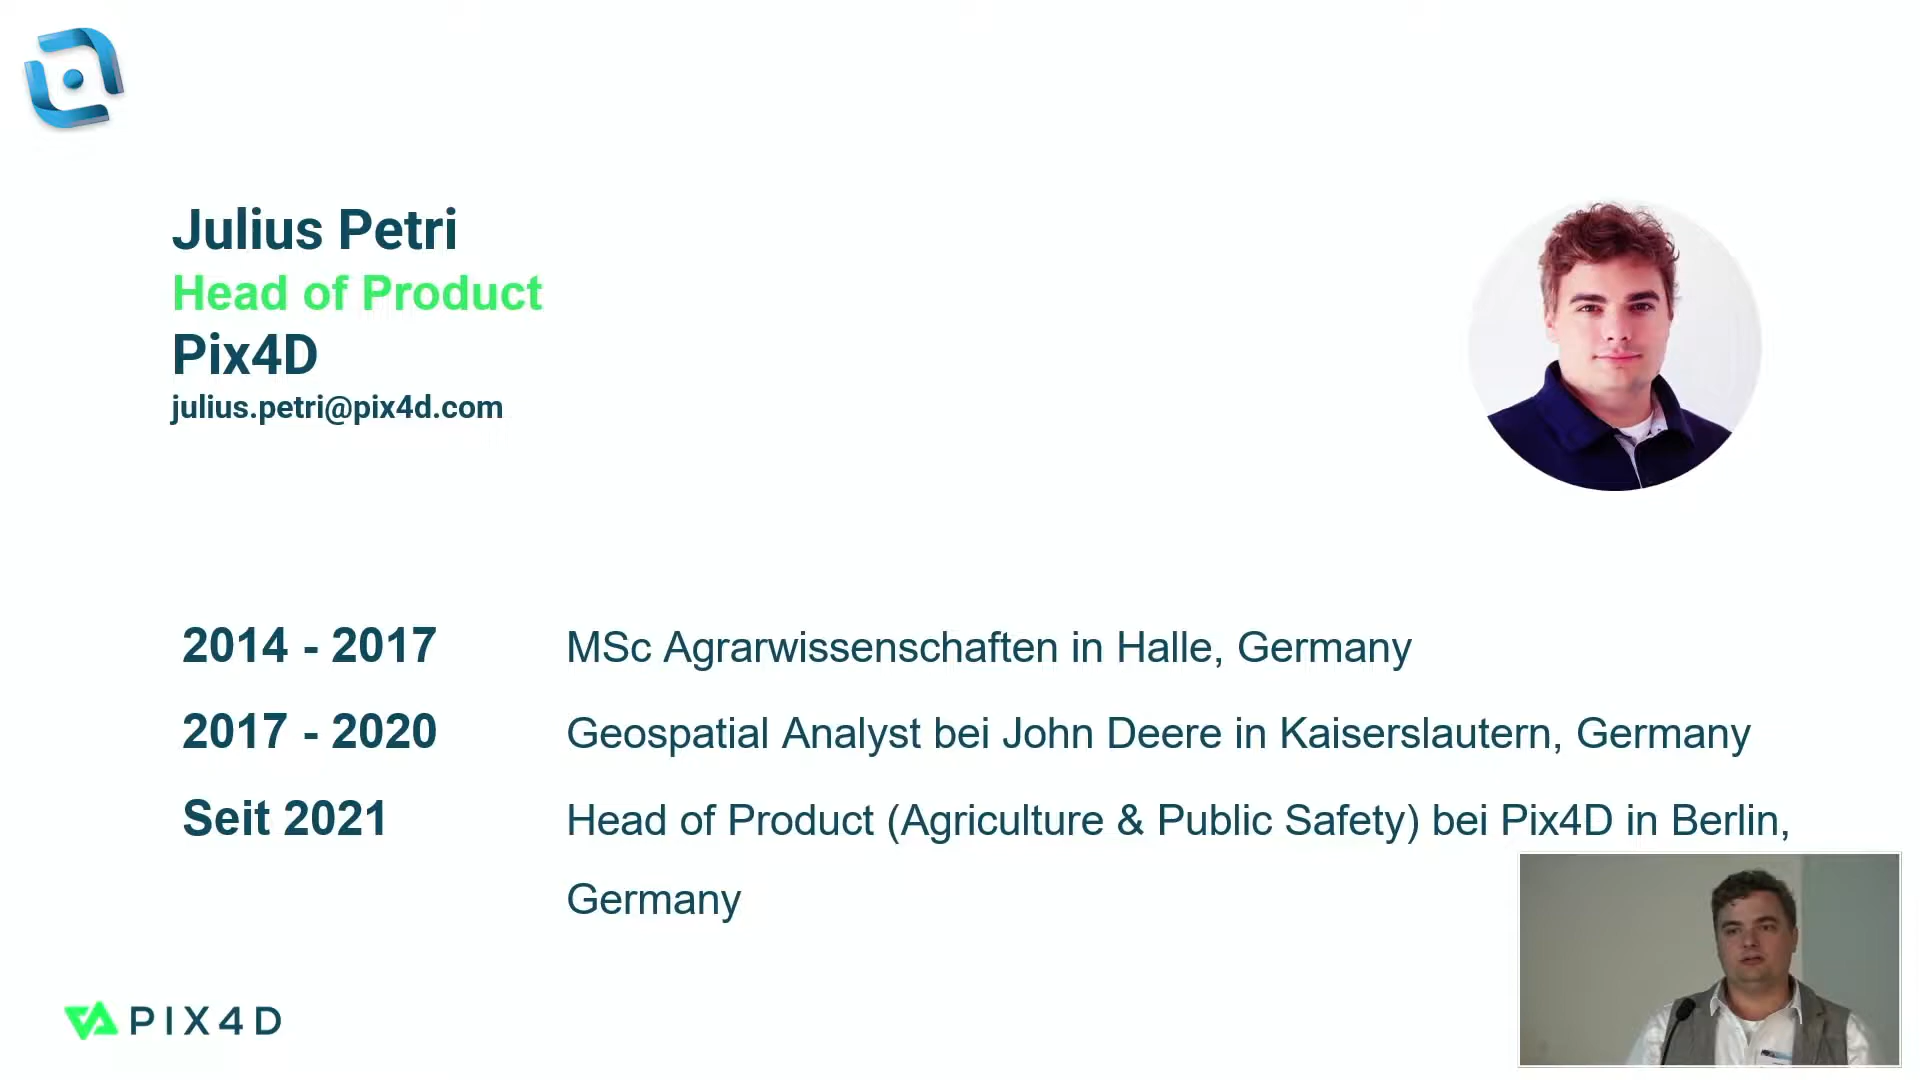 Julius Petri
Head of Product
Pix4D
julius.petri@pix4d.com
2014 - 2017 MSc Agrarwissenschaften in Halle, Germany
2017 - 2020 Geospatial Analyst bei John Deere in Kaiserslautern, Germany
Seit 2021 Head of Product (Agriculture & Public Safety) bei Pix4D in Berlin,
Germany
PIX4D